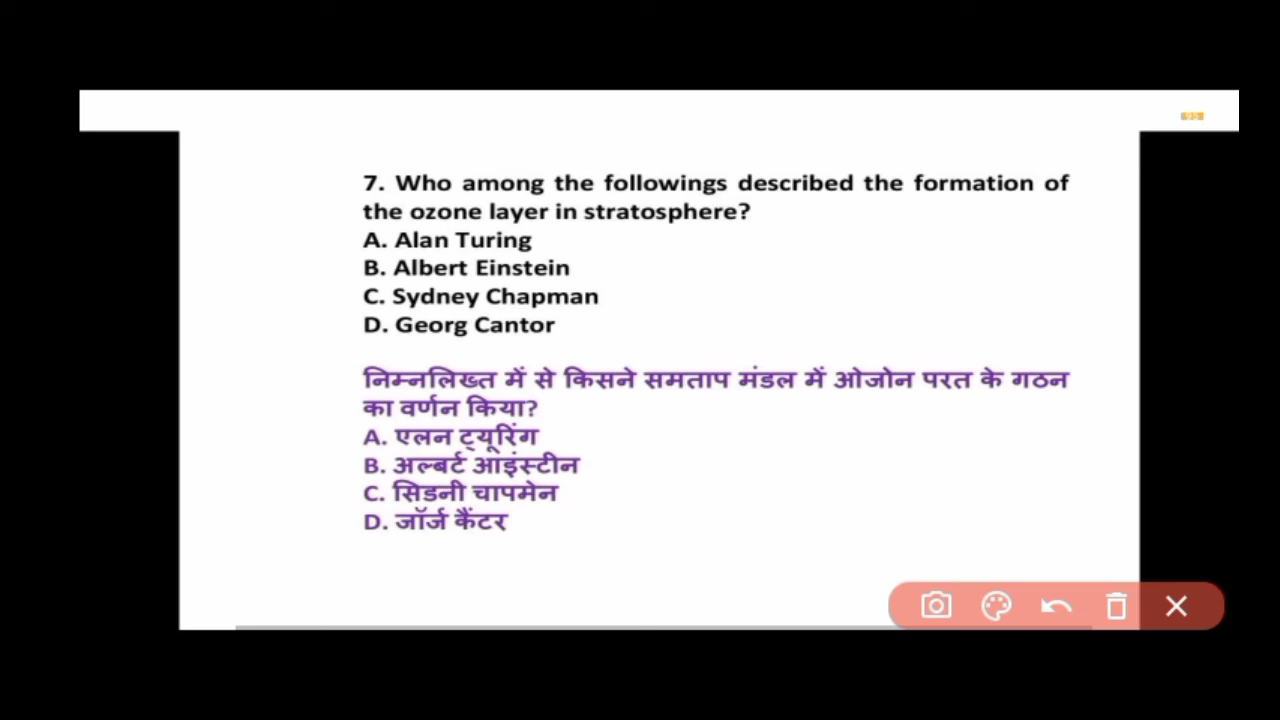 95
7. Who among the followings described the formation of
the ozone layer in stratosphere?
A. Alan Turing
B. Albert Einstein
C. Sydney Chapman
D. Georg Cantor
निम्नलिख्त में से किसने समताप मंडल में ओजोन परत के गठन
का वर्णन किया?
A. एलन ट्यूरिंग
B. अल्बर्ट आइंस्टीन
C. सिडनी चापमेन
D. जॉर्ज कैंटर